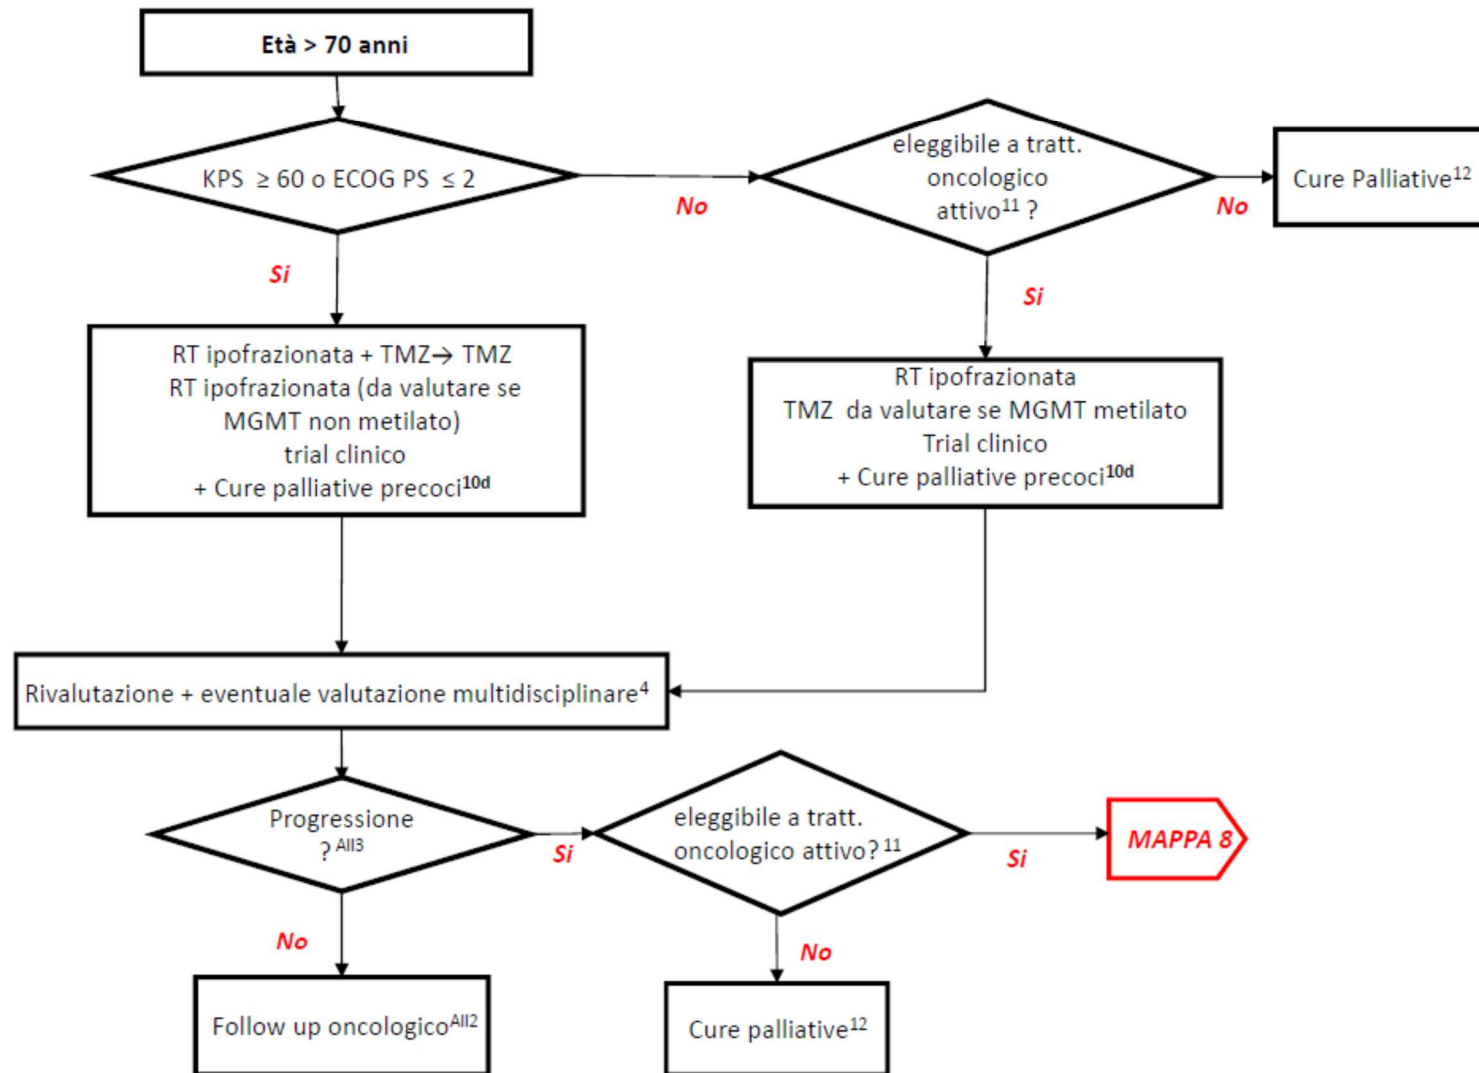 Età > 70 anni
KPS ≥ 60 o ECOG PS ≤ 2
No
eleggibile a tratt.
oncologico
attivo¹¹ ?
No
Cure Palliative¹²
Si
Si
RT ipofrazionata + TMZ→ TMZ
RT ipofrazionata (da valutare se
MGMT non metilato)
trial clinico
+ Cure palliative precoci¹⁰ᵈ
RT ipofrazionata
TMZ da valutare se MGMT metilato
Trial clinico
+ Cure palliative precoci¹⁰ᵈ
Rivalutazione + eventuale valutazione multidisciplinare⁴
Progressione
? All3
Si
eleggibile a tratt.
oncologico attivo? ¹¹
Si
MAPPA 8
No
No
Follow up oncologico All2
Cure palliative¹²